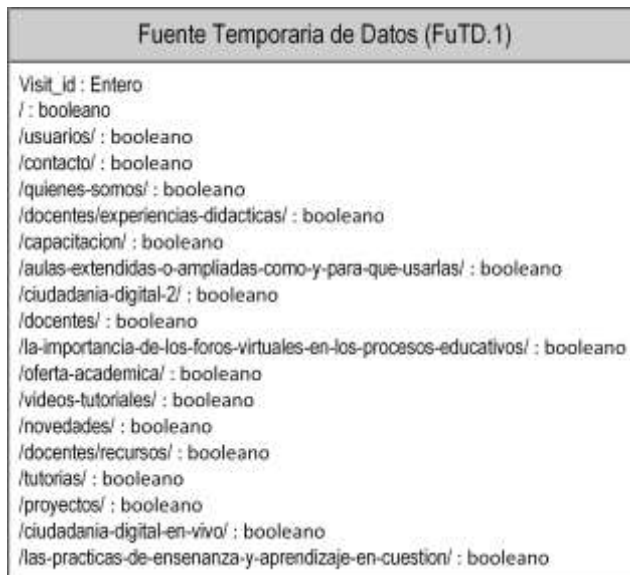 Fuente Temporaria de Datos (FuTD.1)
Visit_id : Entero
/ : booleano
/usuarios/ : booleano
/contacto/ : booleano
/quienes-somos/ : booleano
/docentes/experiencias-didacticas/ : booleano
/capacitacion/ : booleano
/aulas-extendidas-o-ampliadas-como-y-para-que-usarlas/ : booleano
/ciudadania-digital-2/ : booleano
/docentes/ : booleano
/la-importancia-de-los-foros-virtuales-en-los-procesos-educativos/ : booleano
/oferta-academica/ : booleano
/videos-tutoriales/ : booleano
/novedades/ : booleano
/docentes/recursos/ : booleano
/tutorias/ : booleano
/proyectos/ : booleano
/ciudadania-digital-en-vivo/ : booleano
/las-practicas-de-ensenanza-y-aprendizaje-en-cuestion/ : booleano